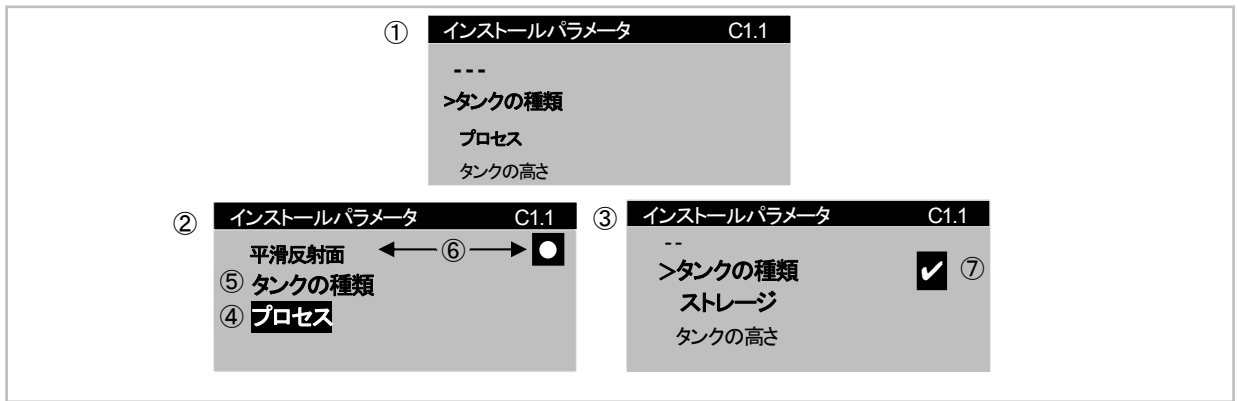 ① インストールパラメータ C1.1
---
>タンクの種類
プロセス
タンクの高さ
② インストールパラメータ C1.1
平滑反射面 ⑥
⑤ タンクの種類
④ プロセス
③ インストールパラメータ C1.1
--
>タンクの種類 ✔ ⑦
ストレージ
タンクの高さ